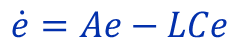 ė = Ae − LCe